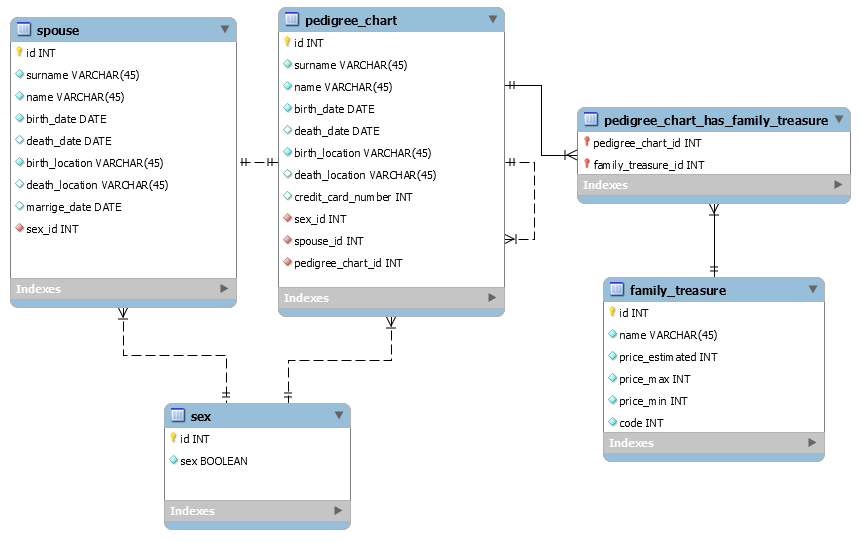 spouse
id INT
surname VARCHAR(45)
name VARCHAR(45)
birth_date DATE
death_date DATE
birth_location VARCHAR(45)
death_location VARCHAR(45)
marrige_date DATE
sex_id INT
Indexes
pedigree_chart
id INT
surname VARCHAR(45)
name VARCHAR(45)
birth_date DATE
death_date DATE
birth_location VARCHAR(45)
death_location VARCHAR(45)
credit_card_number INT
sex_id INT
spouse_id INT
pedigree_chart_id INT
Indexes
pedigree_chart_has_family_treasure
pedigree_chart_id INT
family_treasure_id INT
Indexes
family_treasure
id INT
name VARCHAR(45)
price_estimated INT
price_max INT
price_min INT
code INT
Indexes
sex
id INT
sex BOOLEAN
Indexes